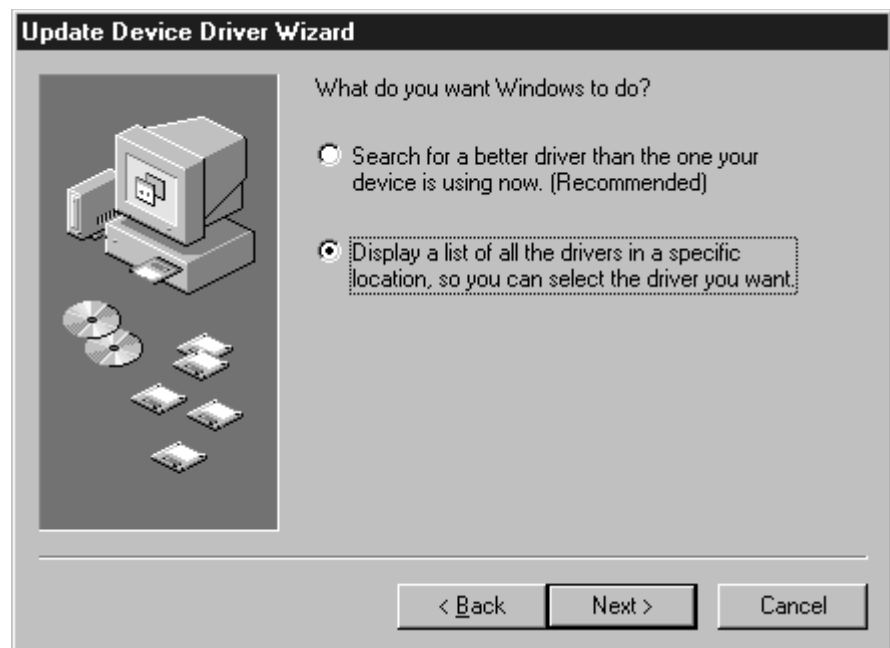 Update Device Driver Wizard
What do you want Windows to do?
Search for a better driver than the one your
device is using now. (Recommended)
Display a list of all the drivers in a specific
location, so you can select the driver you want.
< Back
Next >
Cancel